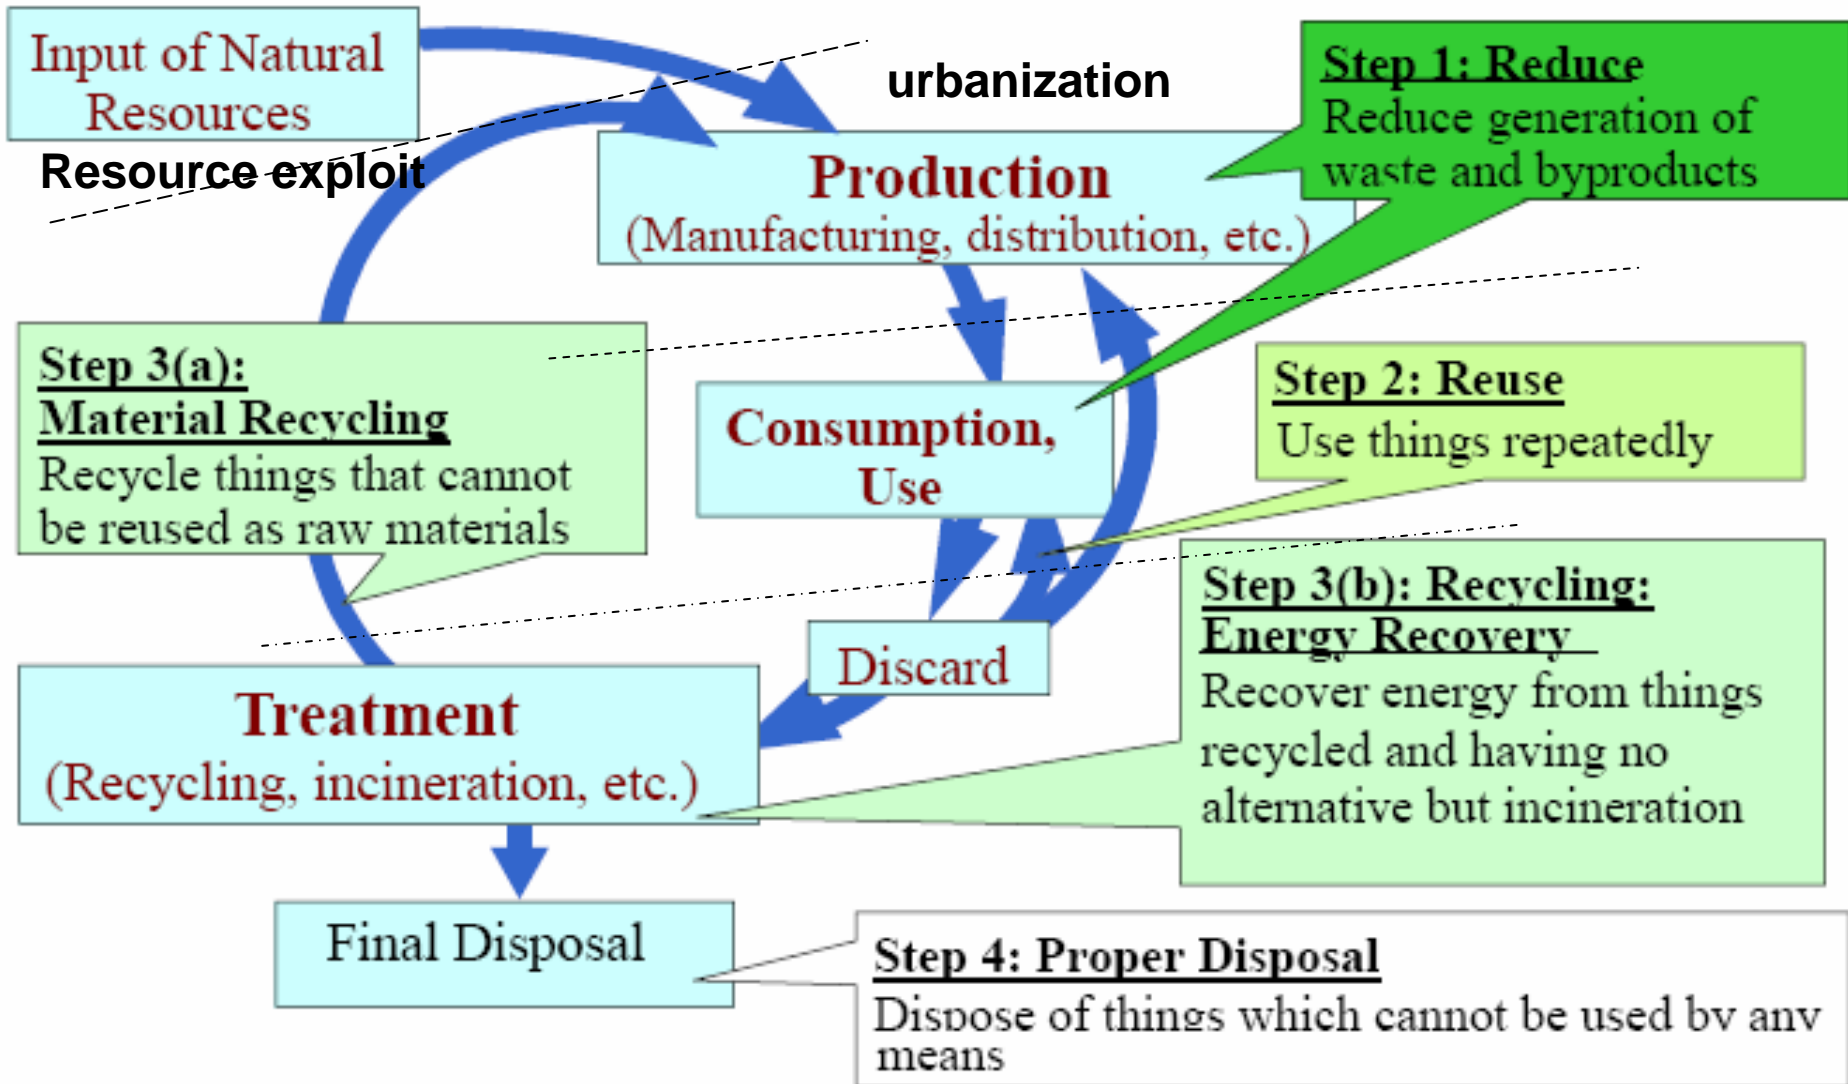 Input of Natural
Resources
Resource exploit
urbanization
Step 1: Reduce
Reduce generation of
waste and byproducts
Production
(Manufacturing, distribution, etc.)
Step 3(a):
Material Recycling
Recycle things that cannot
be reused as raw materials
Consumption,
Use
Step 2: Reuse
Use things repeatedly
Discard
Step 3(b): Recycling:
Energy Recovery
Recover energy from things
recycled and having no
alternative but incineration
Treatment
(Recycling, incineration, etc.)
Final Disposal
Step 4: Proper Disposal
Dispose of things which cannot be used by any
means